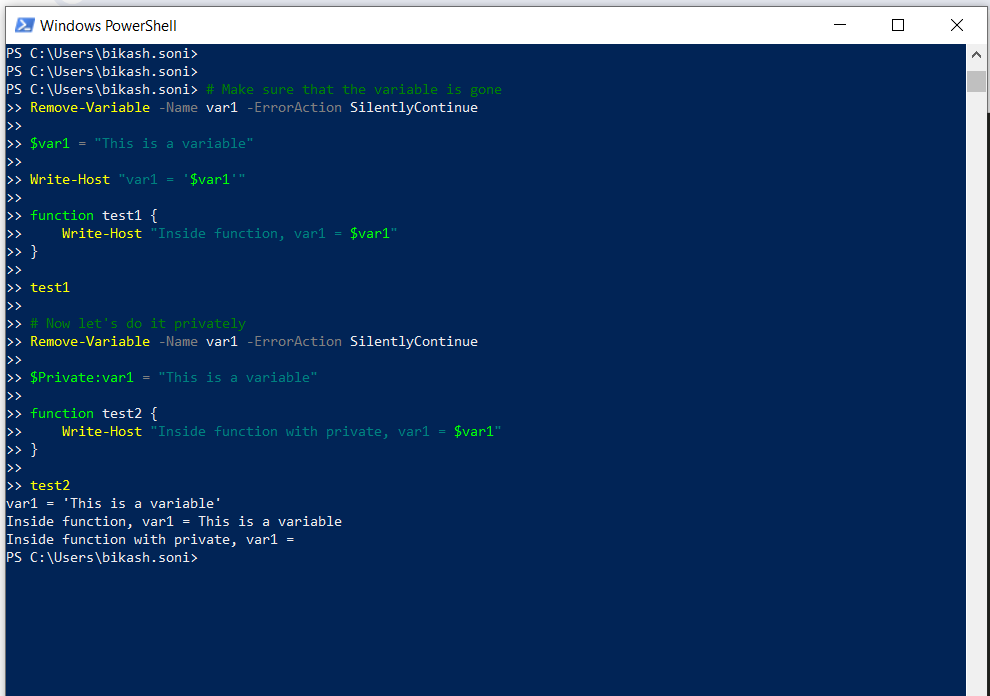 Windows PowerShell
PS C:\Users\bikash.soni>
PS C:\Users\bikash.soni>
PS C:\Users\bikash.soni> # Make sure that the variable is gone
>> Remove-Variable -Name var1 -ErrorAction SilentlyContinue
>>
>> $var1 = "This is a variable"
>>
>> Write-Host "var1 = '$var1'"
>>
>> function test1 {
>>     Write-Host "Inside function, var1 = $var1"
>> }
>>
>> test1
>>
>> # Now let's do it privately
>> Remove-Variable -Name var1 -ErrorAction SilentlyContinue
>>
>> $Private:var1 = "This is a variable"
>>
>> function test2 {
>>     Write-Host "Inside function with private, var1 = $var1"
>> }
>>
>> test2
var1 = 'This is a variable'
Inside function, var1 = This is a variable
Inside function with private, var1 =
PS C:\Users\bikash.soni>